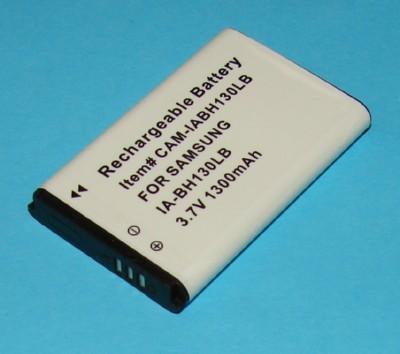 Rechargeable Battery
Item# CAM-IABH130LB
FOR SAMSUNG
IA-BH130LB
3.7V 1300mAh